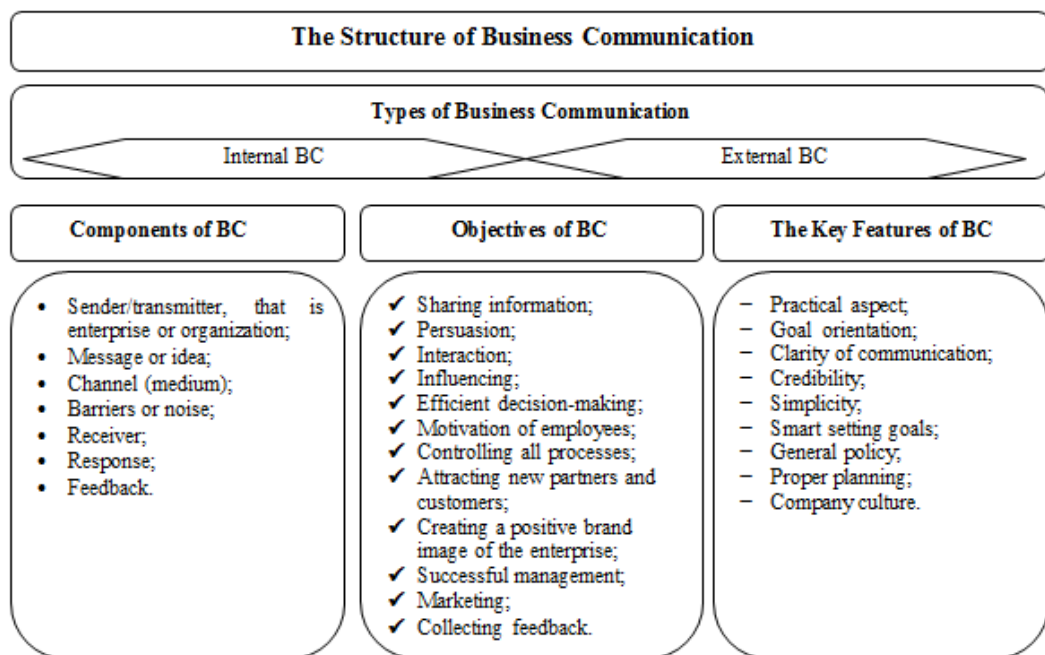 The Structure of Business Communication
Types of Business Communication
Internal BC
External BC
Components of BC
• Sender/transmitter, that is
enterprise or organization;
• Message or idea;
• Channel (medium);
• Barriers or noise;
• Receiver;
• Response;
• Feedback.
Objectives of BC
✔ Sharing information;
✔ Persuasion;
✔ Interaction;
✔ Influencing;
✔ Efficient decision-making;
✔ Motivation of employees;
✔ Controlling all processes;
✔ Attracting new partners and
customers;
✔ Creating a positive brand
image of the enterprise;
✔ Successful management;
✔ Marketing;
✔ Collecting feedback.
The Key Features of BC
– Practical aspect;
– Goal orientation;
– Clarity of communication;
– Credibility;
– Simplicity;
– Smart setting goals;
– General policy;
– Proper planning;
– Company culture.